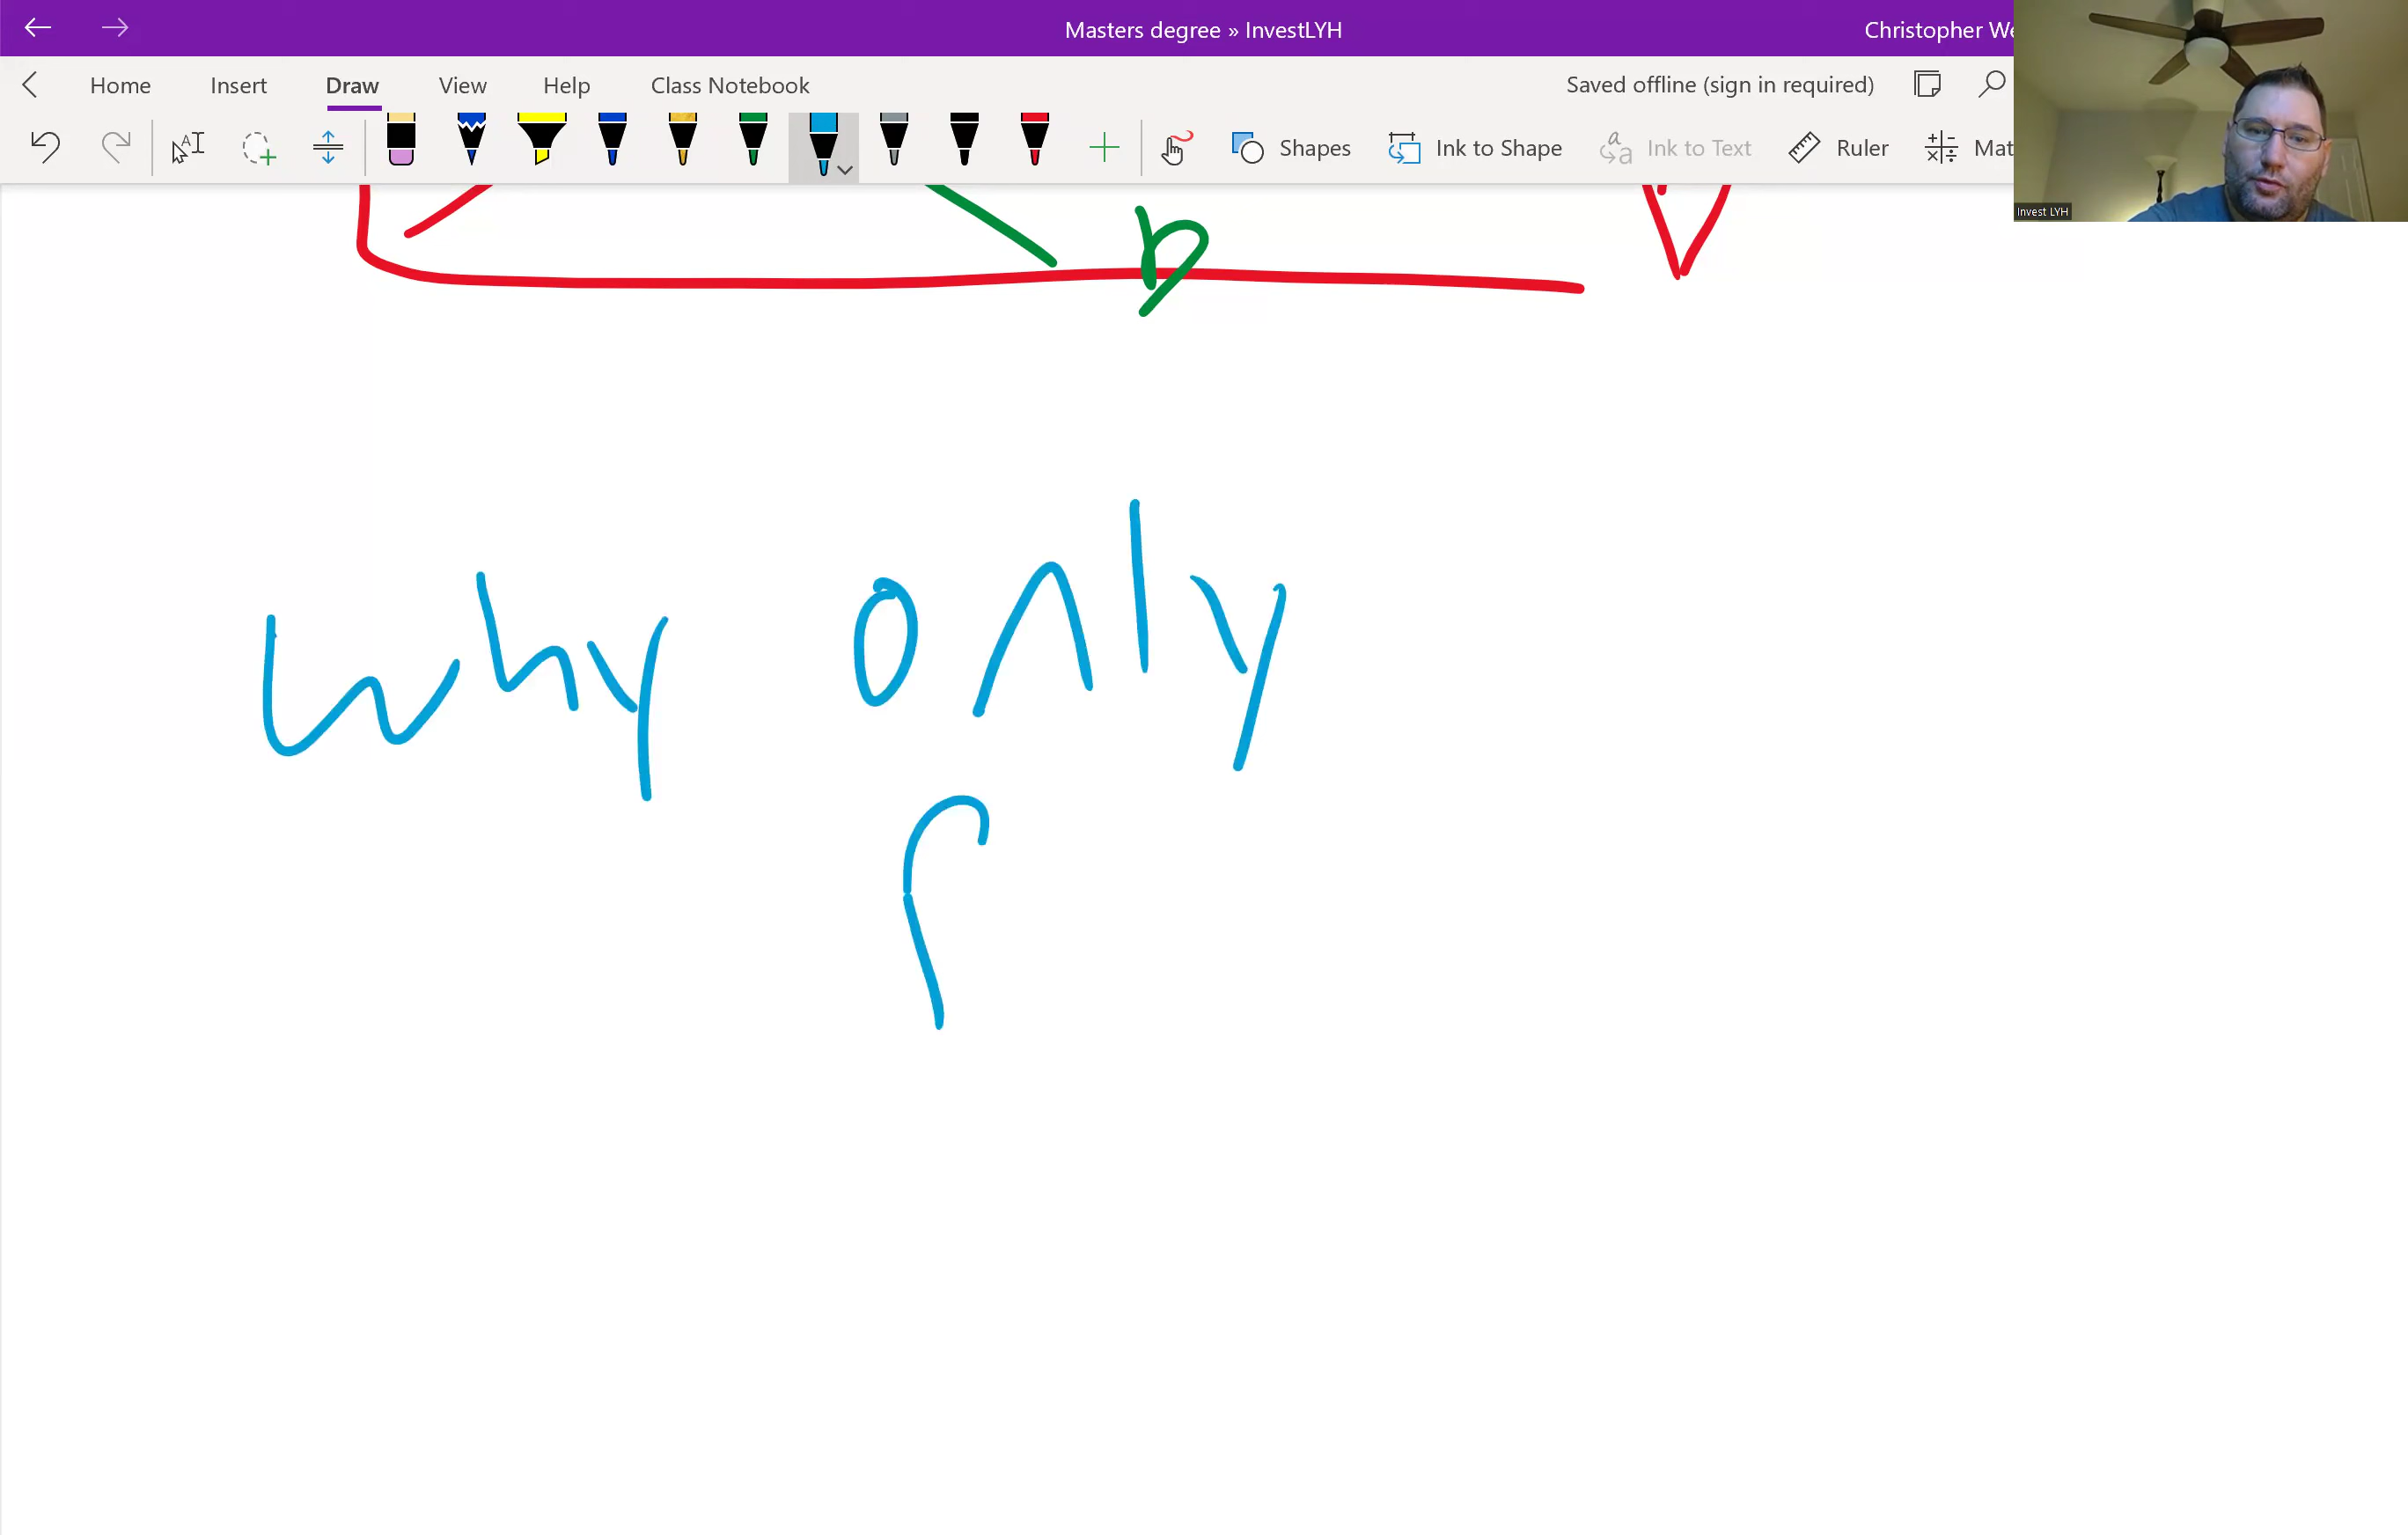 Masters degree » InvestLYH
Christopher We
Home Insert Draw View Help Class Notebook
Saved offline (sign in required)
Shapes Ink to Shape Ink to Text Ruler Mat
Invest LYH
why only